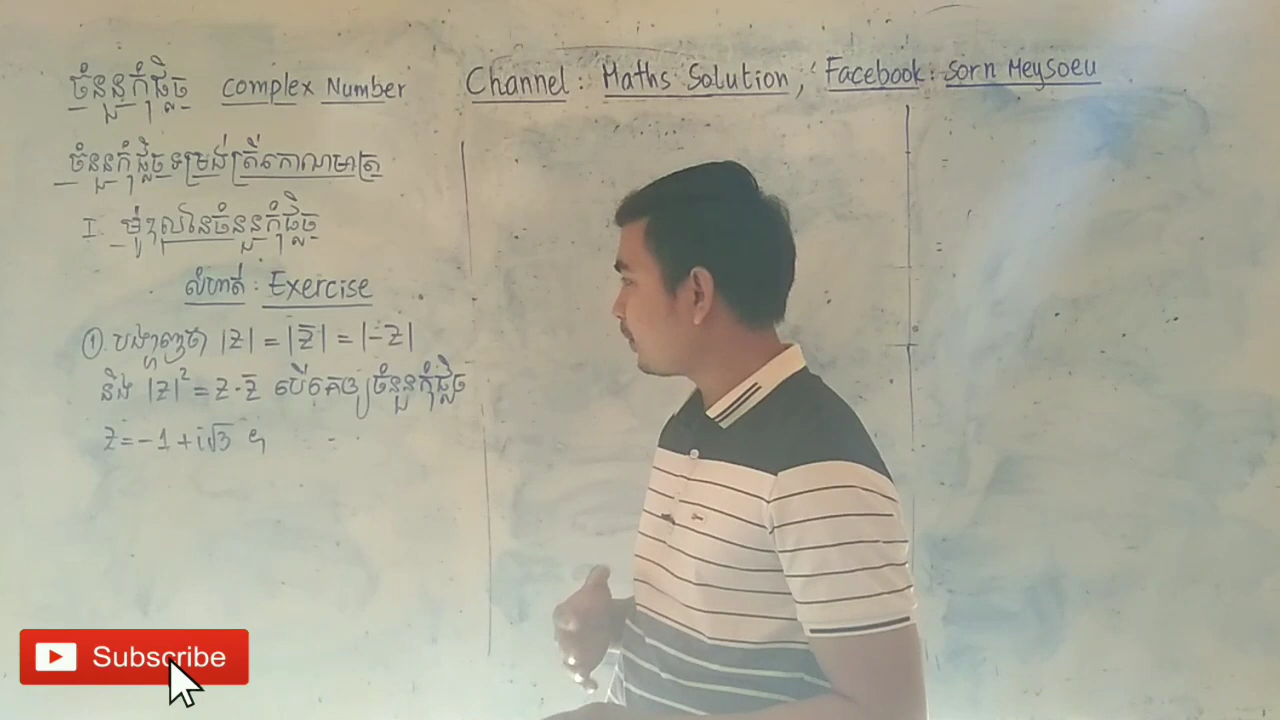 ចំនួនកុំផ្លិច Complex Number
Channel : Maths Solution, Facebook : Sorn Meysoeu
ចំនួនកុំផ្លិចទម្រង់ត្រីកោណមាត្រ
I. ម៉ូឌុលនៃចំនួនកុំផ្លិច
លំហាត់ : Exercise
① បង្ហាញថា |z| = |z̄| = |-z|
និង |z|² = z · z̄ បើគេឲ្យចំនួនកុំផ្លិច
z = -1 + i√3 ។
Subscribe